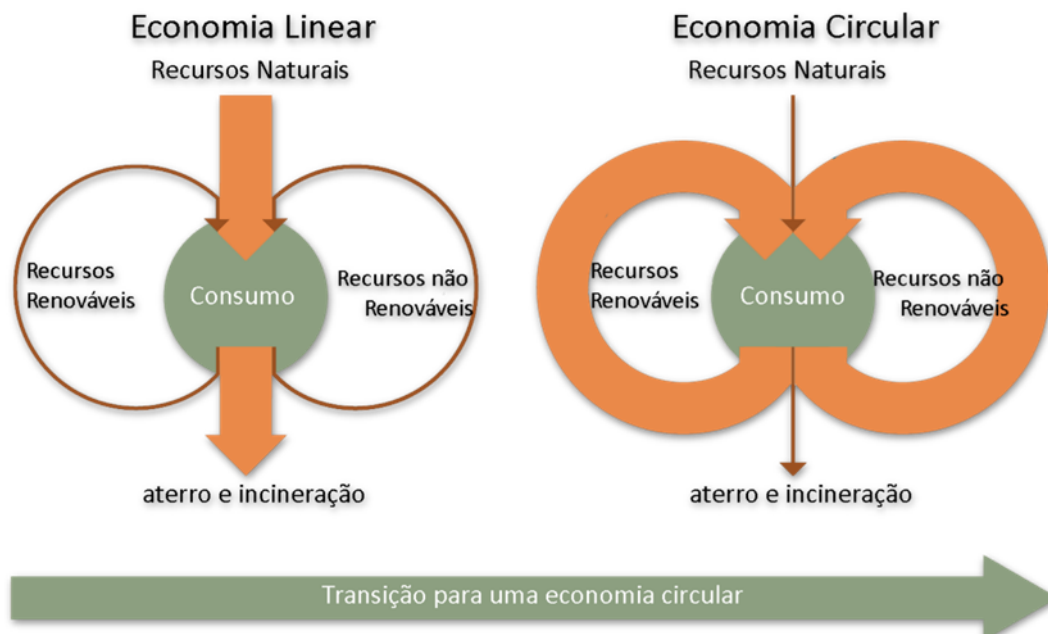 Economia Linear
Recursos Naturais
Recursos
Renováveis
Consumo
Recursos não
Renováveis
aterro e incineração
Economia Circular
Recursos Naturais
Recursos
Renováveis
Consumo
Recursos não
Renováveis
aterro e incineração
Transição para uma economia circular